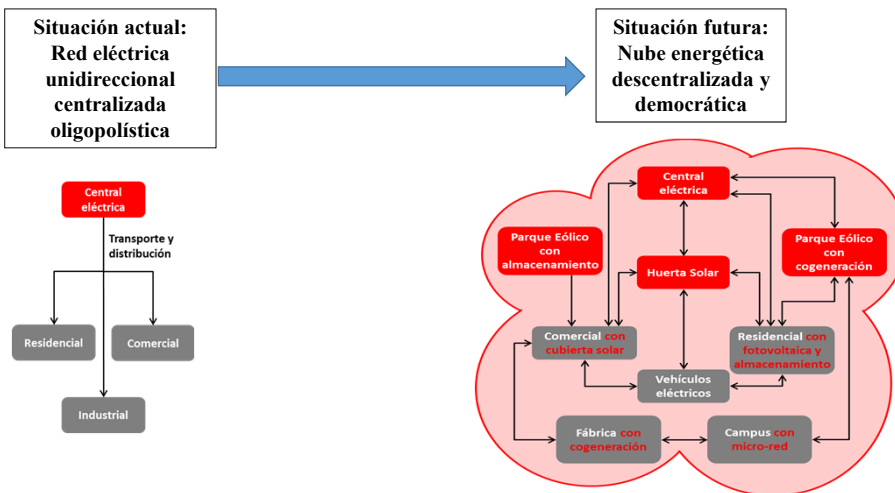 Situación actual:
Red eléctrica
unidireccional
centralizada
oligopolística
Situación futura:
Nube energética
descentralizada y
democrática
Central
eléctrica
Transporte y
distribución
Residencial
Comercial
Industrial
Central
eléctrica
Parque Eólico
con
almacenamiento
Huerta Solar
Parque Eólico
con
cogeneración
Comercial con
cubierta solar
Residencial con
fotovoltaica y
almacenamiento
Vehículos
eléctricos
Fábrica con
cogeneración
Campus con
micro-red